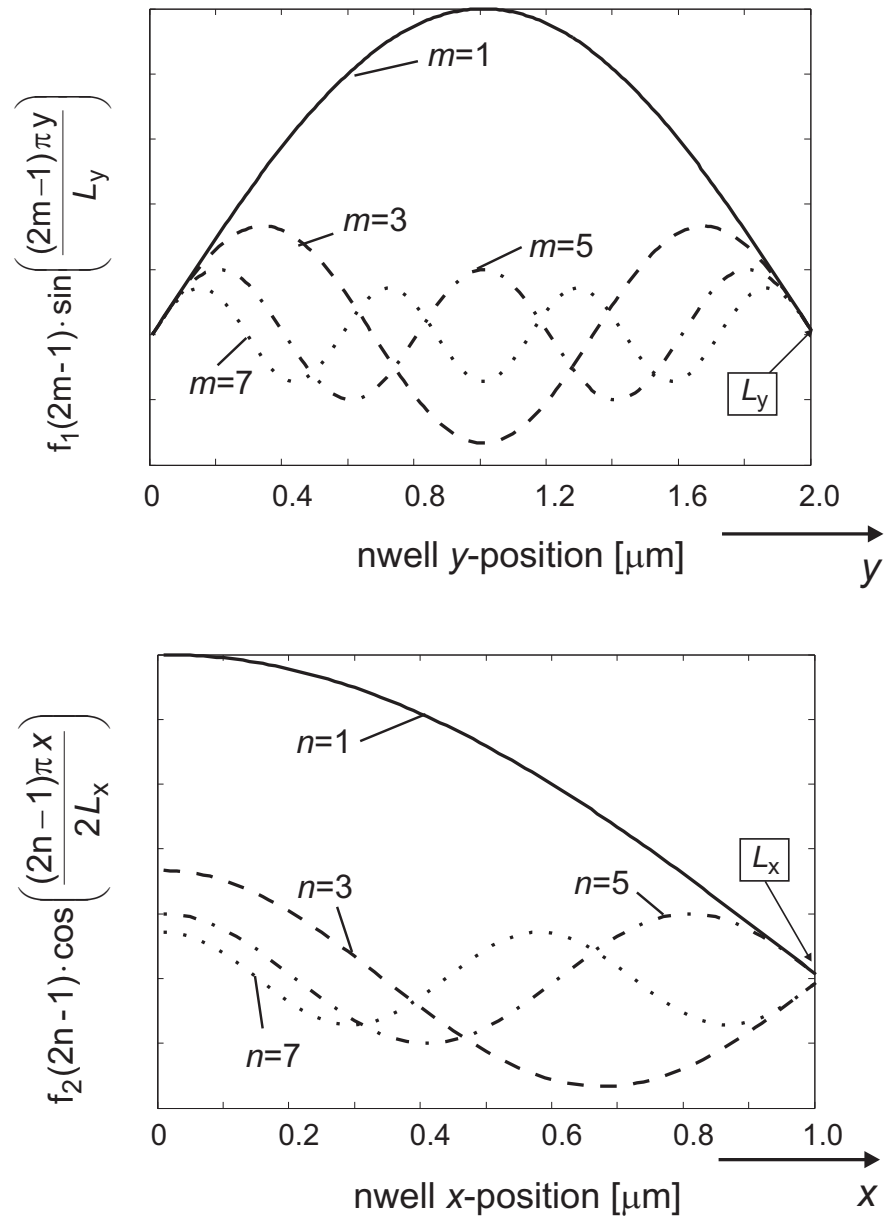 f₁(2m-1)·sin((2m−1)πy / L_y)
m=1
m=3
m=5
m=7
L_y
0 0.4 0.8 1.2 1.6 2.0
nwell y-position [μm]
y
f₂(2n-1)·cos((2n−1)πx / 2L_x)
n=1
n=3
n=5
n=7
L_x
0 0.2 0.4 0.6 0.8 1.0
nwell x-position [μm]
x